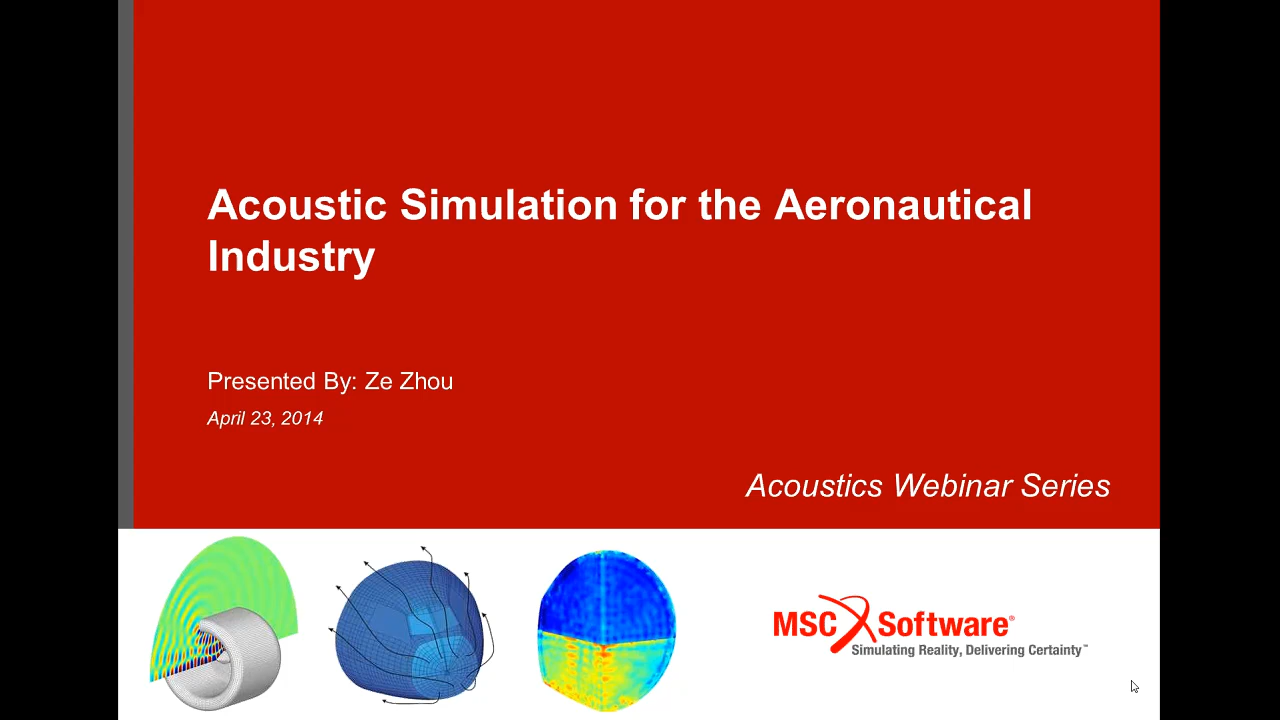 Acoustic Simulation for the Aeronautical
Industry
Presented By: Ze Zhou
April 23, 2014
Acoustics Webinar Series
MSC Software®
Simulating Reality, Delivering Certainty™